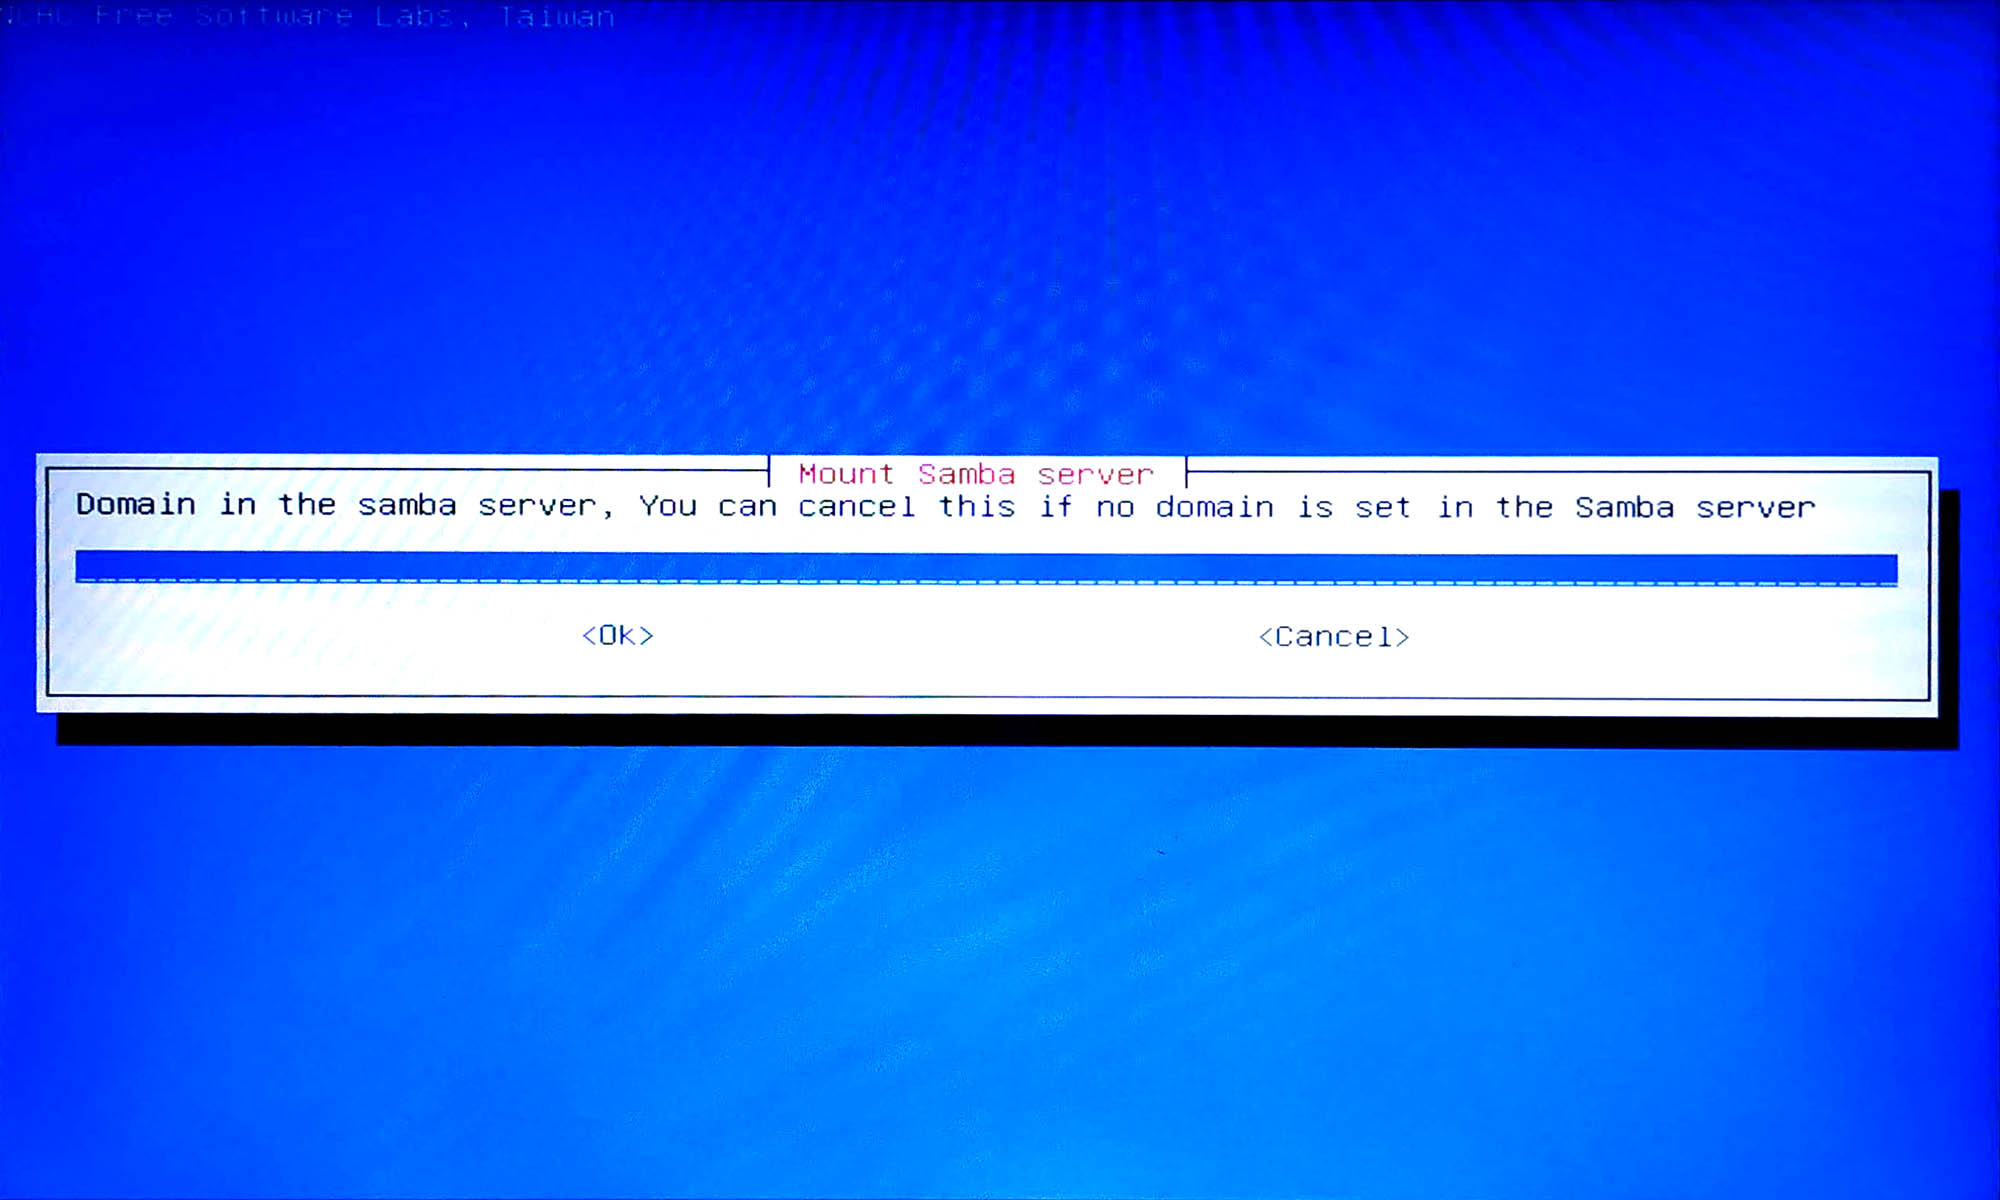 NCHC Free Software Labs, Taiwan
Mount Samba server
Domain in the samba server, You can cancel this if no domain is set in the Samba server
<Ok> <Cancel>